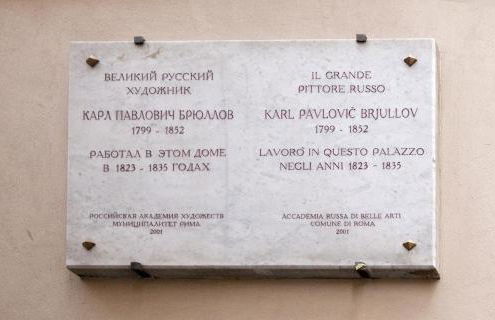 ВЕЛИКИЙ РУССКИЙ
ХУДОЖНИК
КАРЛ ПАВЛОВИЧ БРЮЛЛОВ
1799 - 1852
РАБОТАЛ В ЭТОМ ДОМЕ
В 1823 - 1835 ГОДАХ
РОССИЙСКАЯ АКАДЕМИЯ ХУДОЖЕСТВ
МУНИЦИПАЛИТЕТ РИМА
2001
IL GRANDE
PITTORE RUSSO
KARL PAVLOVIČ BRJULLOV
1799 - 1852
LAVORO' IN QUESTO PALAZZO
NEGLI ANNI 1823 - 1835
ACCADEMIA RUSSA DI BELLE ARTI
COMUNE DI ROMA
2001